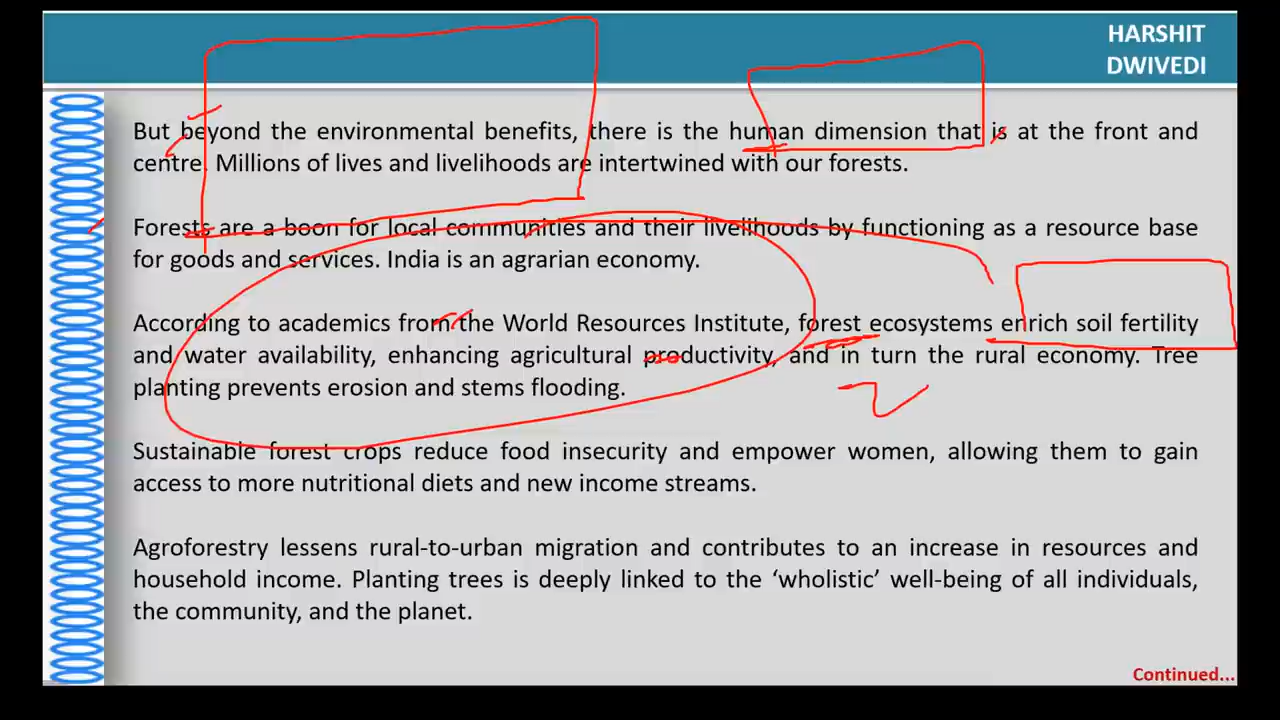 HARSHIT
DWIVEDI
But beyond the environmental benefits, there is the human dimension that is at the front and
centre. Millions of lives and livelihoods are intertwined with our forests.
Forests are a boon for local communities and their livelihoods by functioning as a resource base
for goods and services. India is an agrarian economy.
According to academics from the World Resources Institute, forest ecosystems enrich soil fertility
and water availability, enhancing agricultural productivity, and in turn the rural economy. Tree
planting prevents erosion and stems flooding.
Sustainable forest crops reduce food insecurity and empower women, allowing them to gain
access to more nutritional diets and new income streams.
Agroforestry lessens rural-to-urban migration and contributes to an increase in resources and
household income. Planting trees is deeply linked to the ‘wholistic’ well-being of all individuals,
the community, and the planet.
Continued...